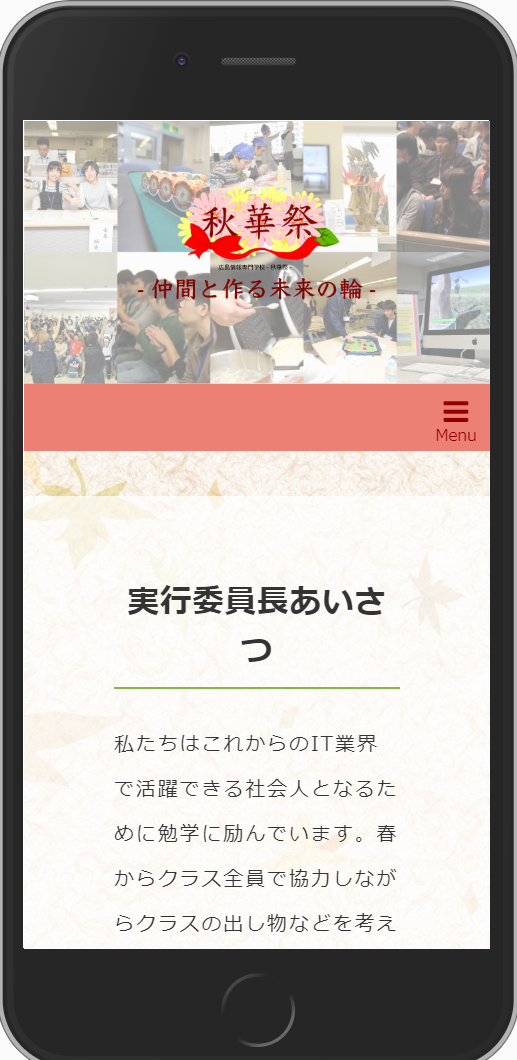 秋華祭
広島情報専門学校 - 秋華祭 -
- 仲間と作る未来の輪 -
Menu
実行委員長あいさ
つ
私たちはこれからのIT業界
で活躍できる社会人となるた
めに勉学に励んでいます。春
からクラス全員で協力しなが
らクラスの出し物などを考え